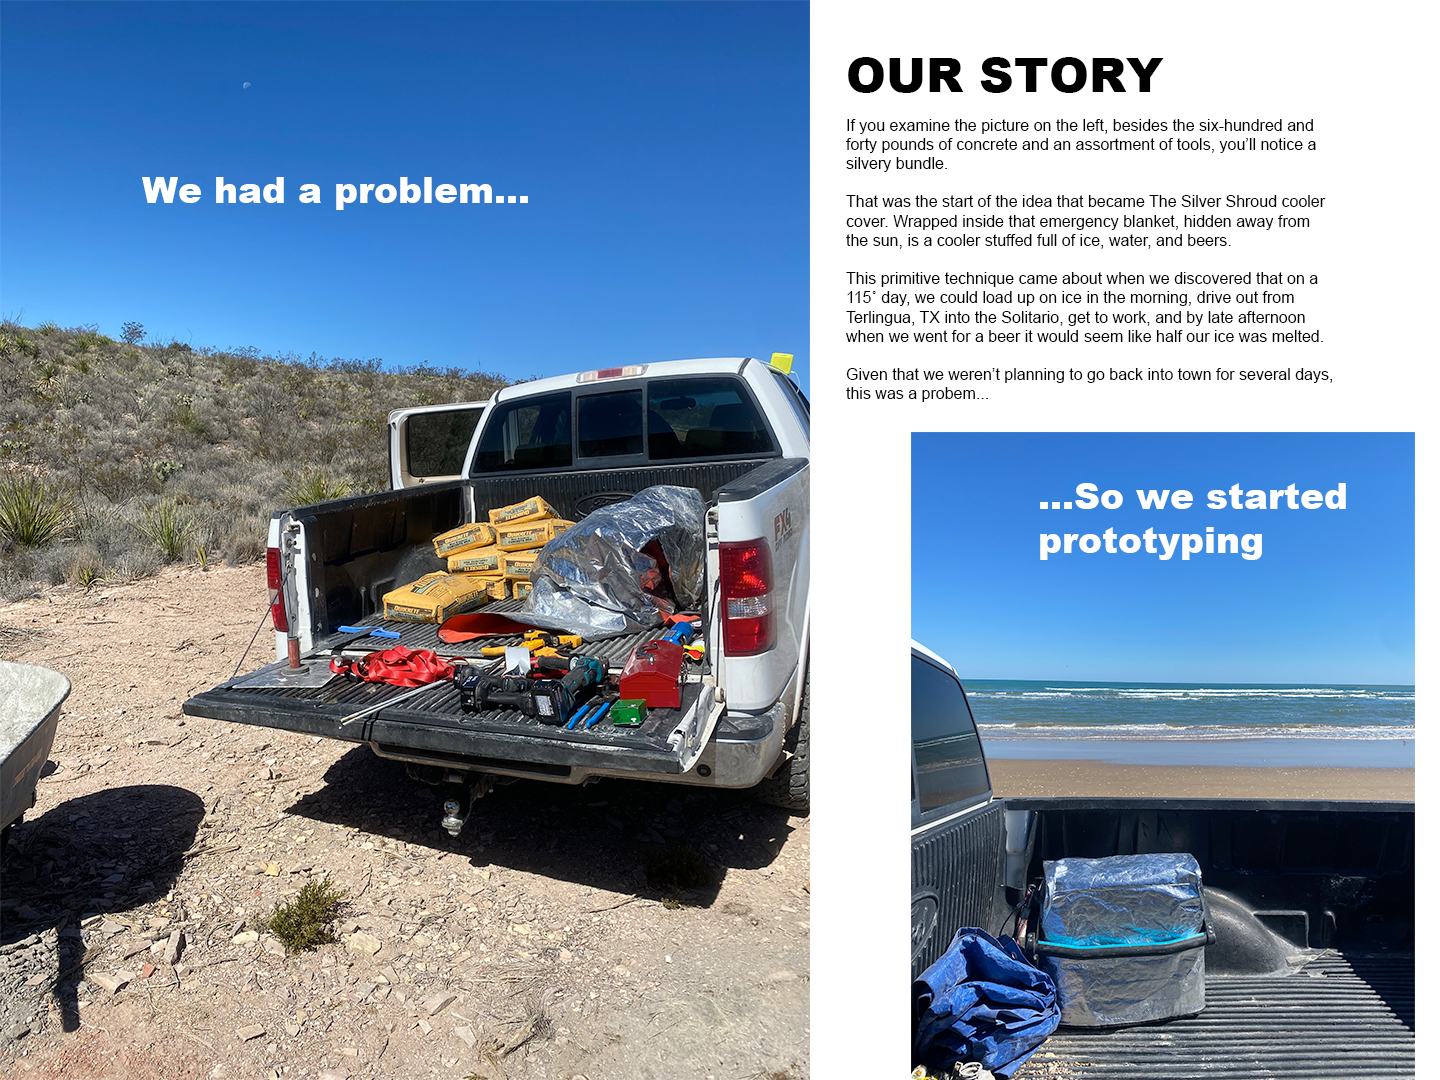 We had a problem...
OUR STORY
If you examine the picture on the left, besides the six-hundred and
forty pounds of concrete and an assortment of tools, you’ll notice a
silvery bundle.
That was the start of the idea that became The Silver Shroud cooler
cover. Wrapped inside that emergency blanket, hidden away from
the sun, is a cooler stuffed full of ice, water, and beers.
This primitive technique came about when we discovered that on a
115˚ day, we could load up on ice in the morning, drive out from
Terlingua, TX into the Solitario, get to work, and by late afternoon
when we went for a beer it would seem like half our ice was melted.
Given that we weren’t planning to go back into town for several days,
this was a probem...
...So we started
prototyping
FX4
QUIKRETE